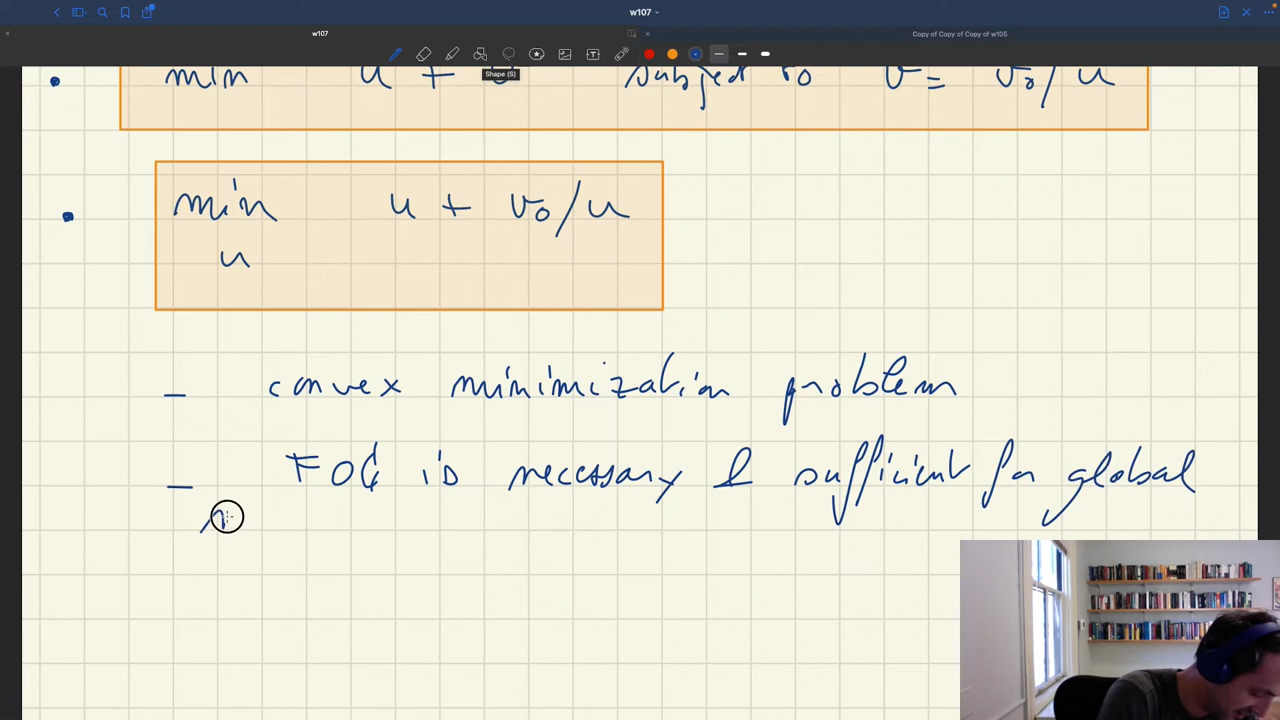 w107
w107
Copy of Copy of Copy of w105
Shape (S)
• min u + v subject to v = v₀/u
• min u + v₀/u
u
– convex minimization problem
– FOC is necessary & sufficient for global